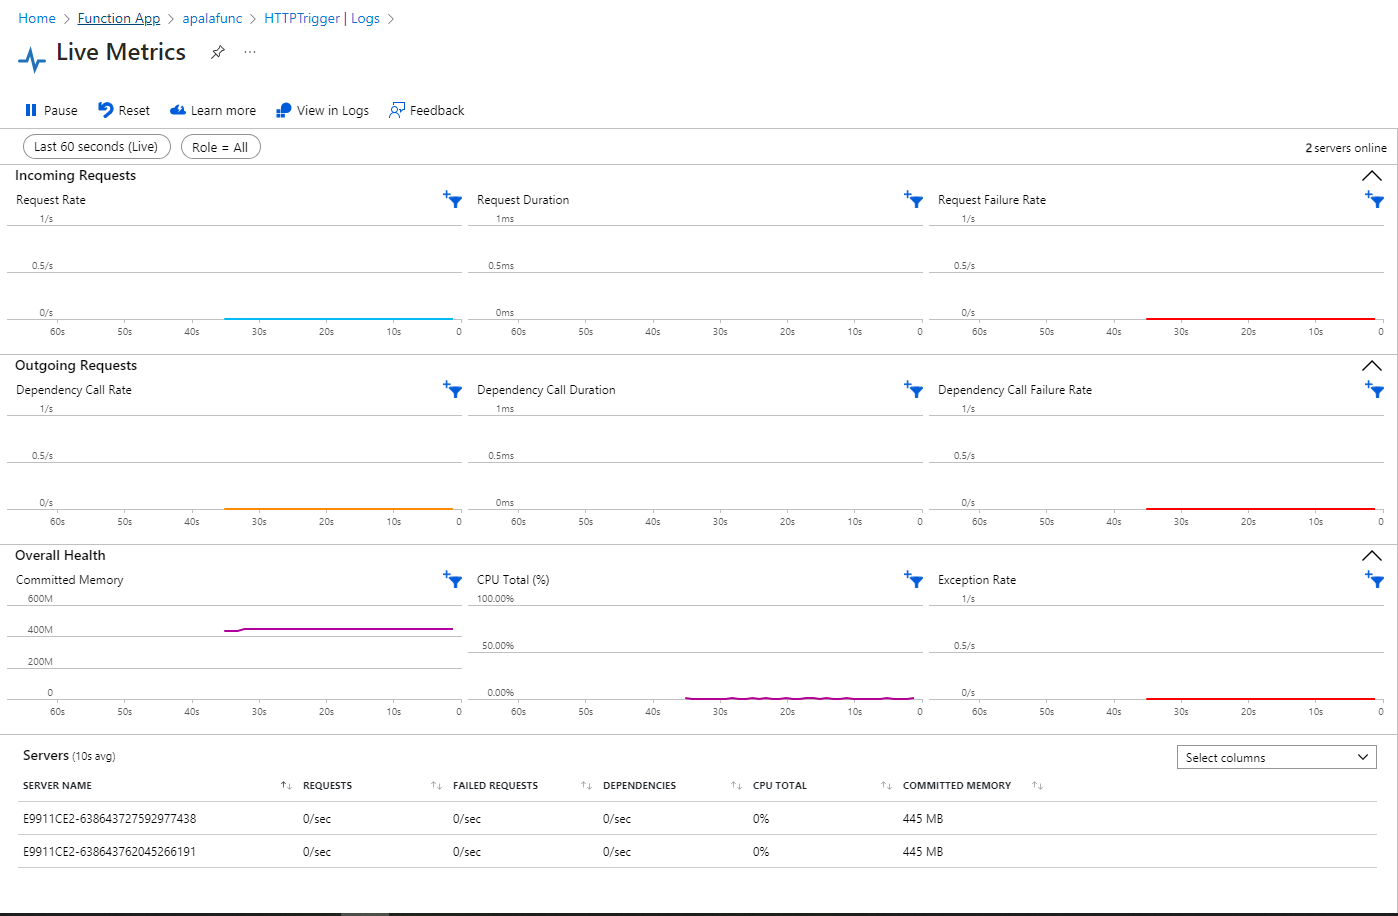 Home > Function App > apalafunc > HTTPTrigger | Logs >
Live Metrics ...
Pause Reset Learn more View in Logs Feedback
Last 60 seconds (Live) Role = All 2 servers online
Incoming Requests
Request Rate Request Duration Request Failure Rate
1/s 1ms 1/s
0.5/s 0.5ms 0.5/s
0/s 0ms 0/s
60s 50s 40s 30s 20s 10s 0 60s 50s 40s 30s 20s 10s 0 60s 50s 40s 30s 20s 10s 0
Outgoing Requests
Dependency Call Rate Dependency Call Duration Dependency Call Failure Rate
1/s 1ms 1/s
0.5/s 0.5ms 0.5/s
0/s 0ms 0/s
60s 50s 40s 30s 20s 10s 0 60s 50s 40s 30s 20s 10s 0 60s 50s 40s 30s 20s 10s 0
Overall Health
Committed Memory CPU Total (%) Exception Rate
600M 100.00% 1/s
400M 50.00% 0.5/s
200M
0 0.00% 0/s
60s 50s 40s 30s 20s 10s 0 60s 50s 40s 30s 20s 10s 0 60s 50s 40s 30s 20s 10s 0
Servers (10s avg) Select columns
SERVER NAME REQUESTS FAILED REQUESTS DEPENDENCIES CPU TOTAL COMMITTED MEMORY
E9911CE2-638643727592977438 0/sec 0/sec 0/sec 0% 445 MB
E9911CE2-638643762045266191 0/sec 0/sec 0/sec 0% 445 MB